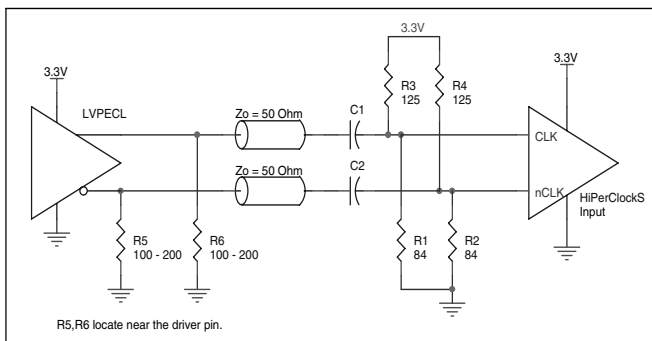 3.3V
3.3V
3.3V
LVPECL
Zo = 50 Ohm
C1
R3
125
R4
125
CLK
Zo = 50 Ohm
C2
nCLK
HiPerClockS
Input
R5
100 - 200
R6
100 - 200
R1
84
R2
84
R5,R6 locate near the driver pin.